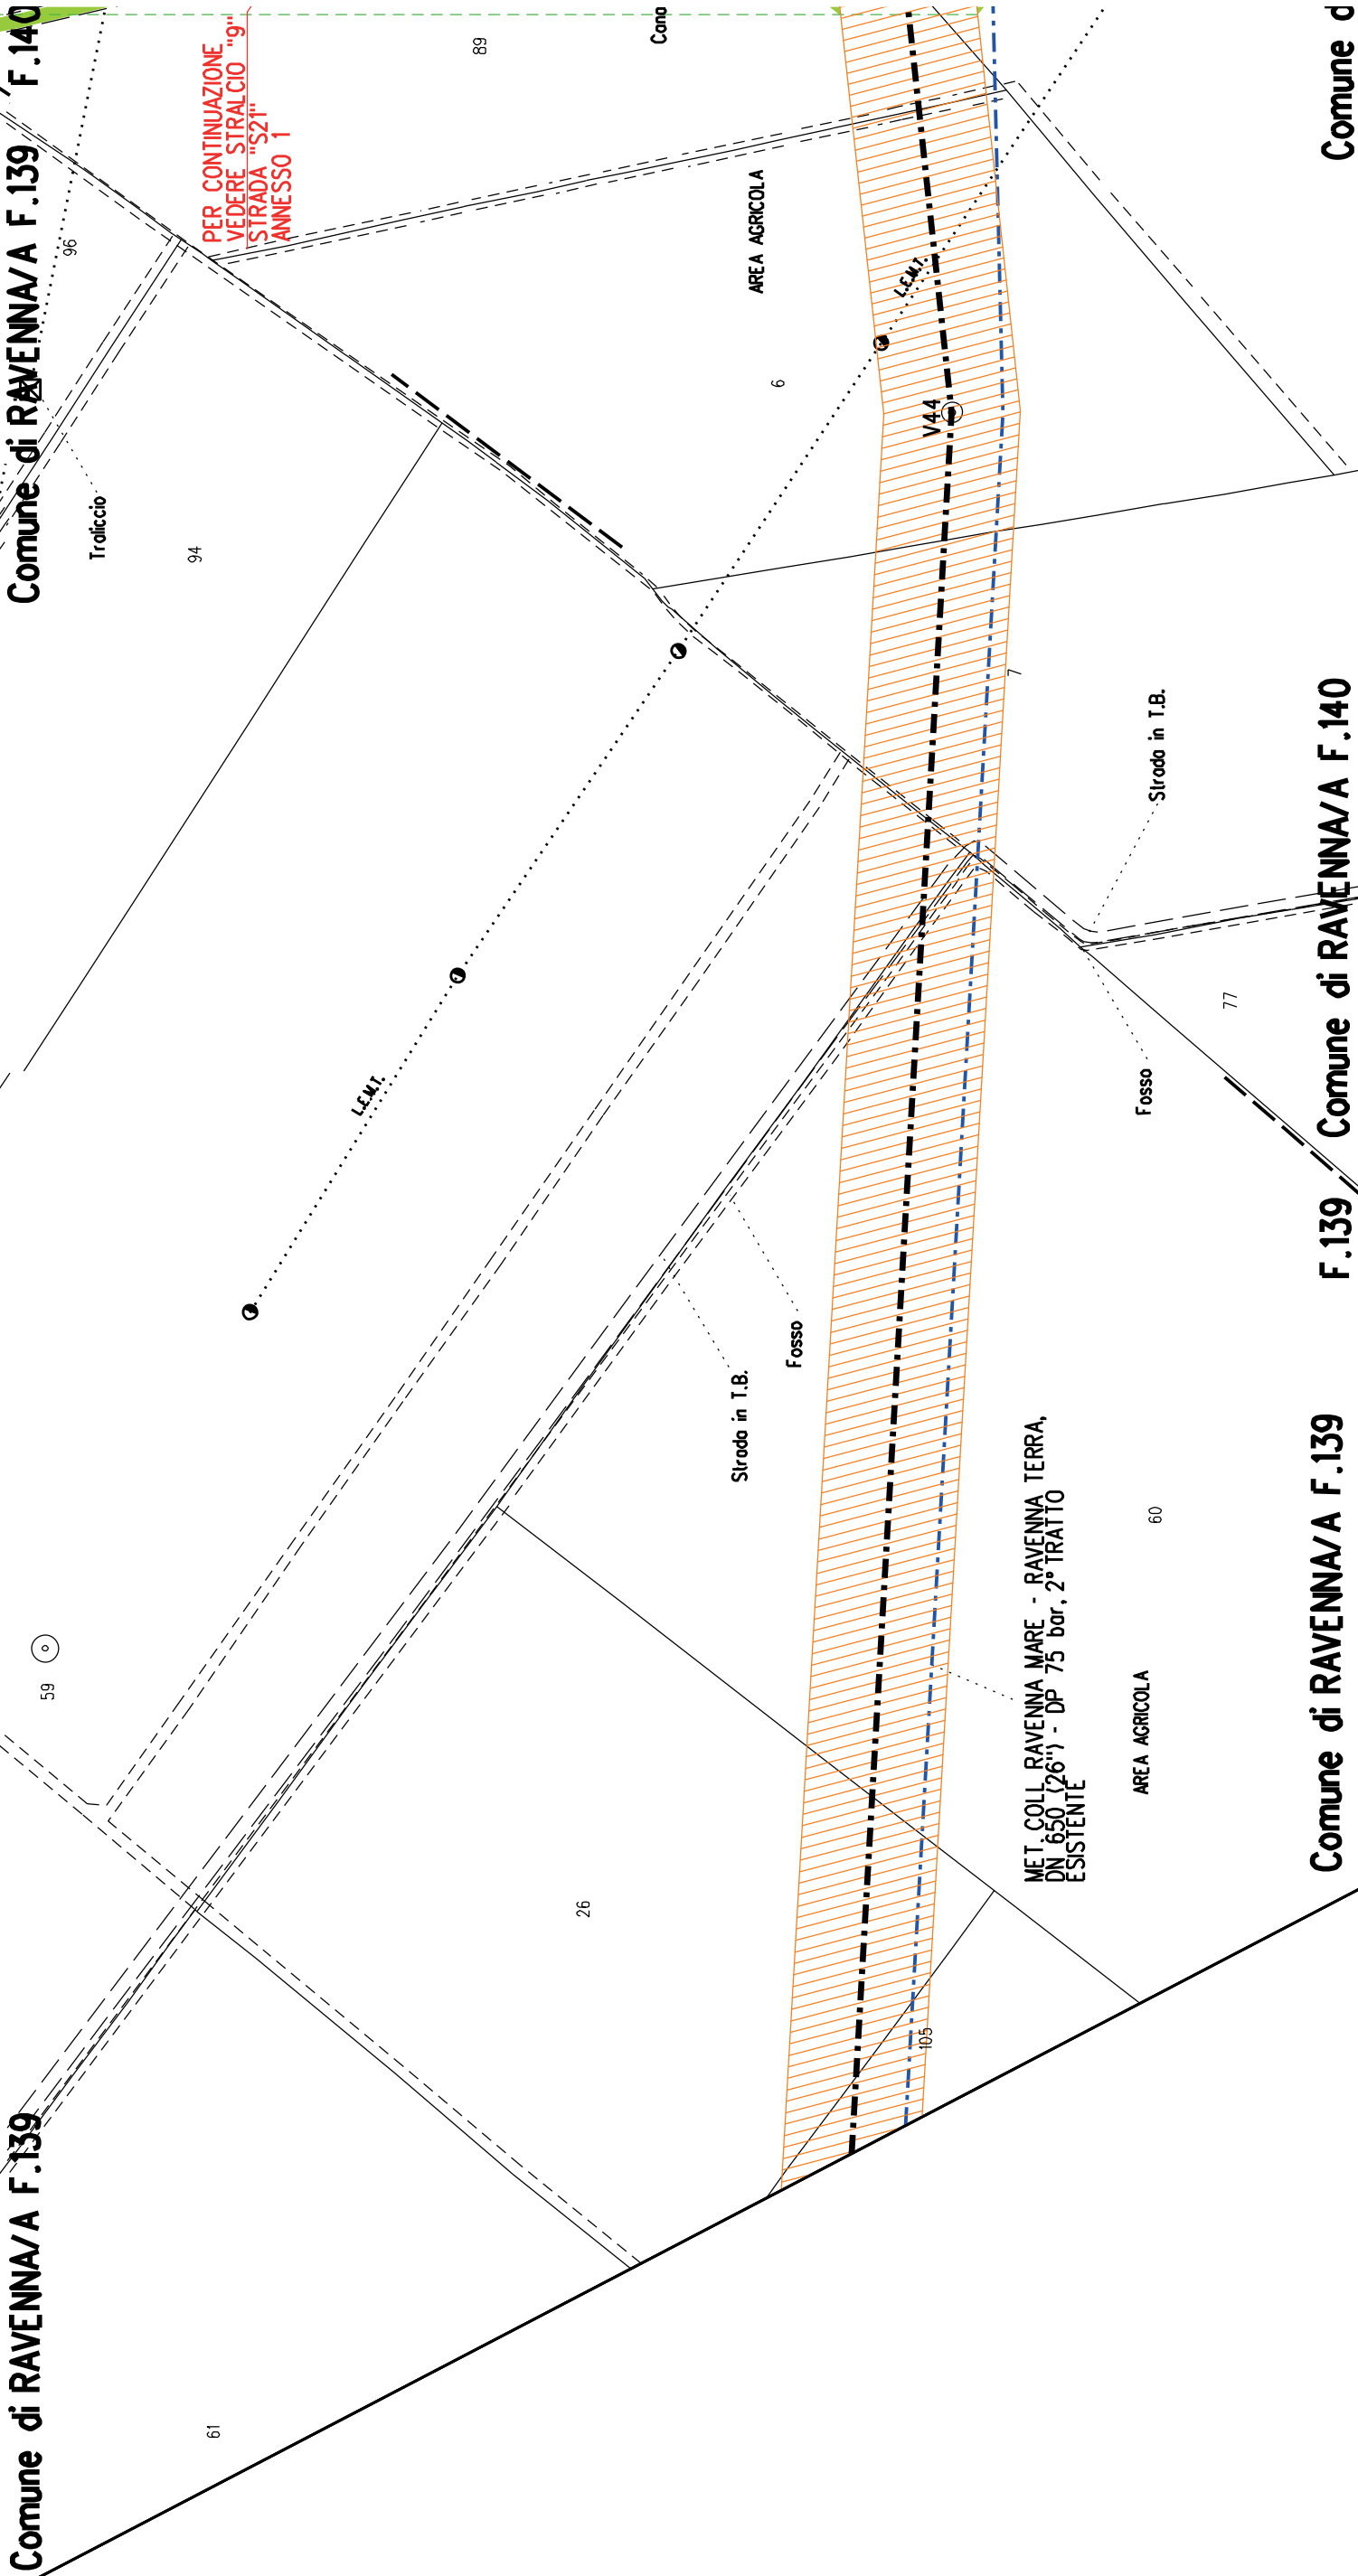 Comune di RAVENNA/A F.139
Comune di RAVENNA/A F.139
F.140
96
Traliccio
94
59
61
PER CONTINUAZIONE
VEDERE STRALCIO "9"
STRADA "S21"
ANNESSO 1
89
Cana
AREA AGRICOLA
6
L.E.M.T.
V44
L.E.M.T.
7
Strada in T.B.
77
Fosso
Fosso
Strada in T.B.
26
105
MET. COLL. RAVENNA MARE - RAVENNA TERRA,
DN 650 (26") - DP 75 bar, 2° TRATTO
ESISTENTE
60
AREA AGRICOLA
Comune di RAVENNA/A F.139
F.139
Comune di RAVENNA/A F.140
Comune d